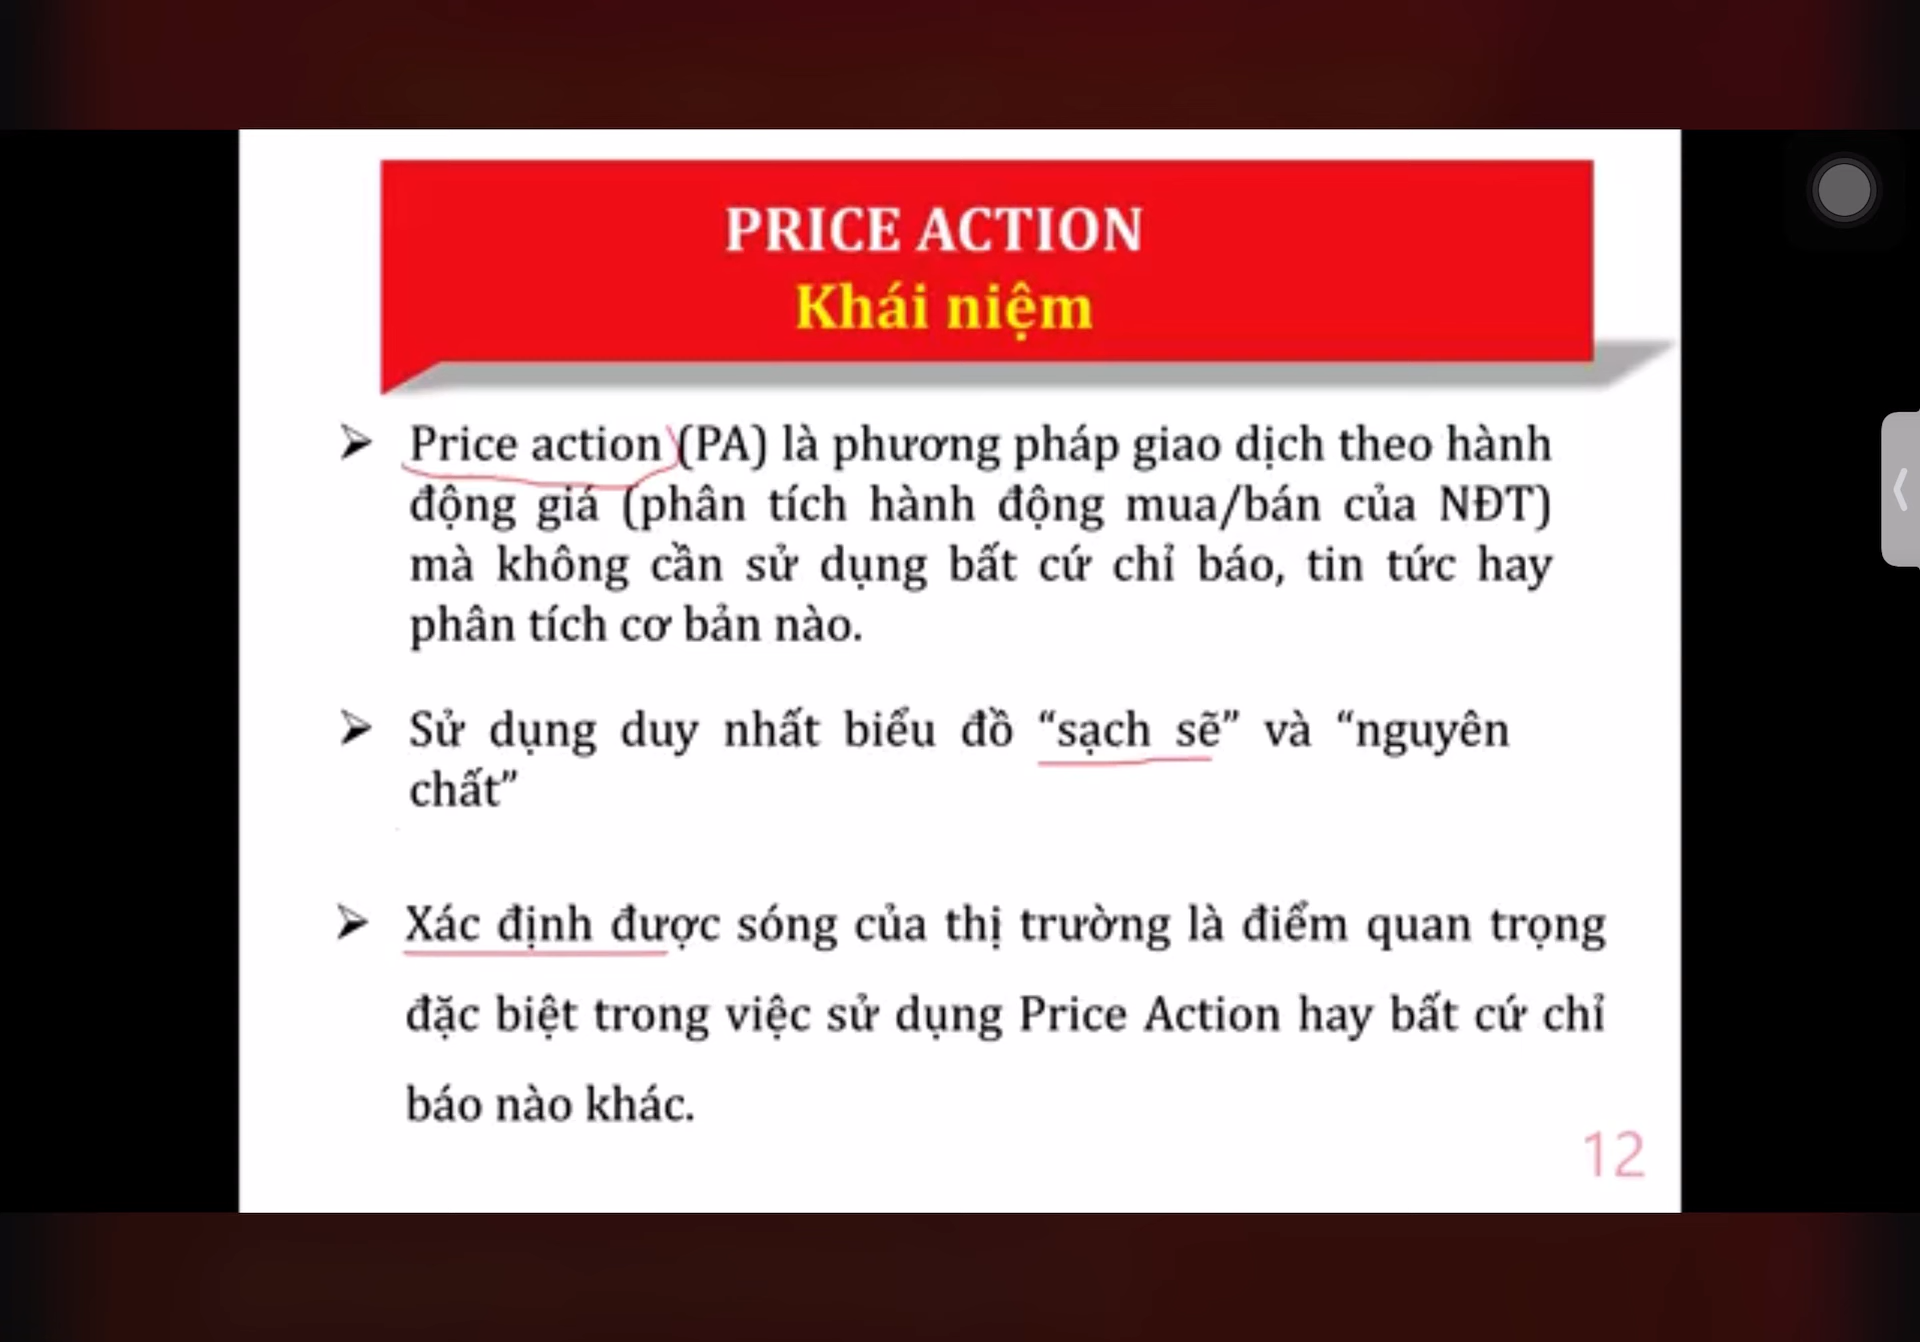 PRICE ACTION
Khái niệm
➢ Price action (PA) là phương pháp giao dịch theo hành
động giá (phân tích hành động mua/bán của NĐT)
mà không cần sử dụng bất cứ chỉ báo, tin tức hay
phân tích cơ bản nào.
➢ Sử dụng duy nhất biểu đồ “sạch sẽ” và “nguyên
chất”
➢ Xác định được sóng của thị trường là điểm quan trọng
đặc biệt trong việc sử dụng Price Action hay bất cứ chỉ
báo nào khác.
12